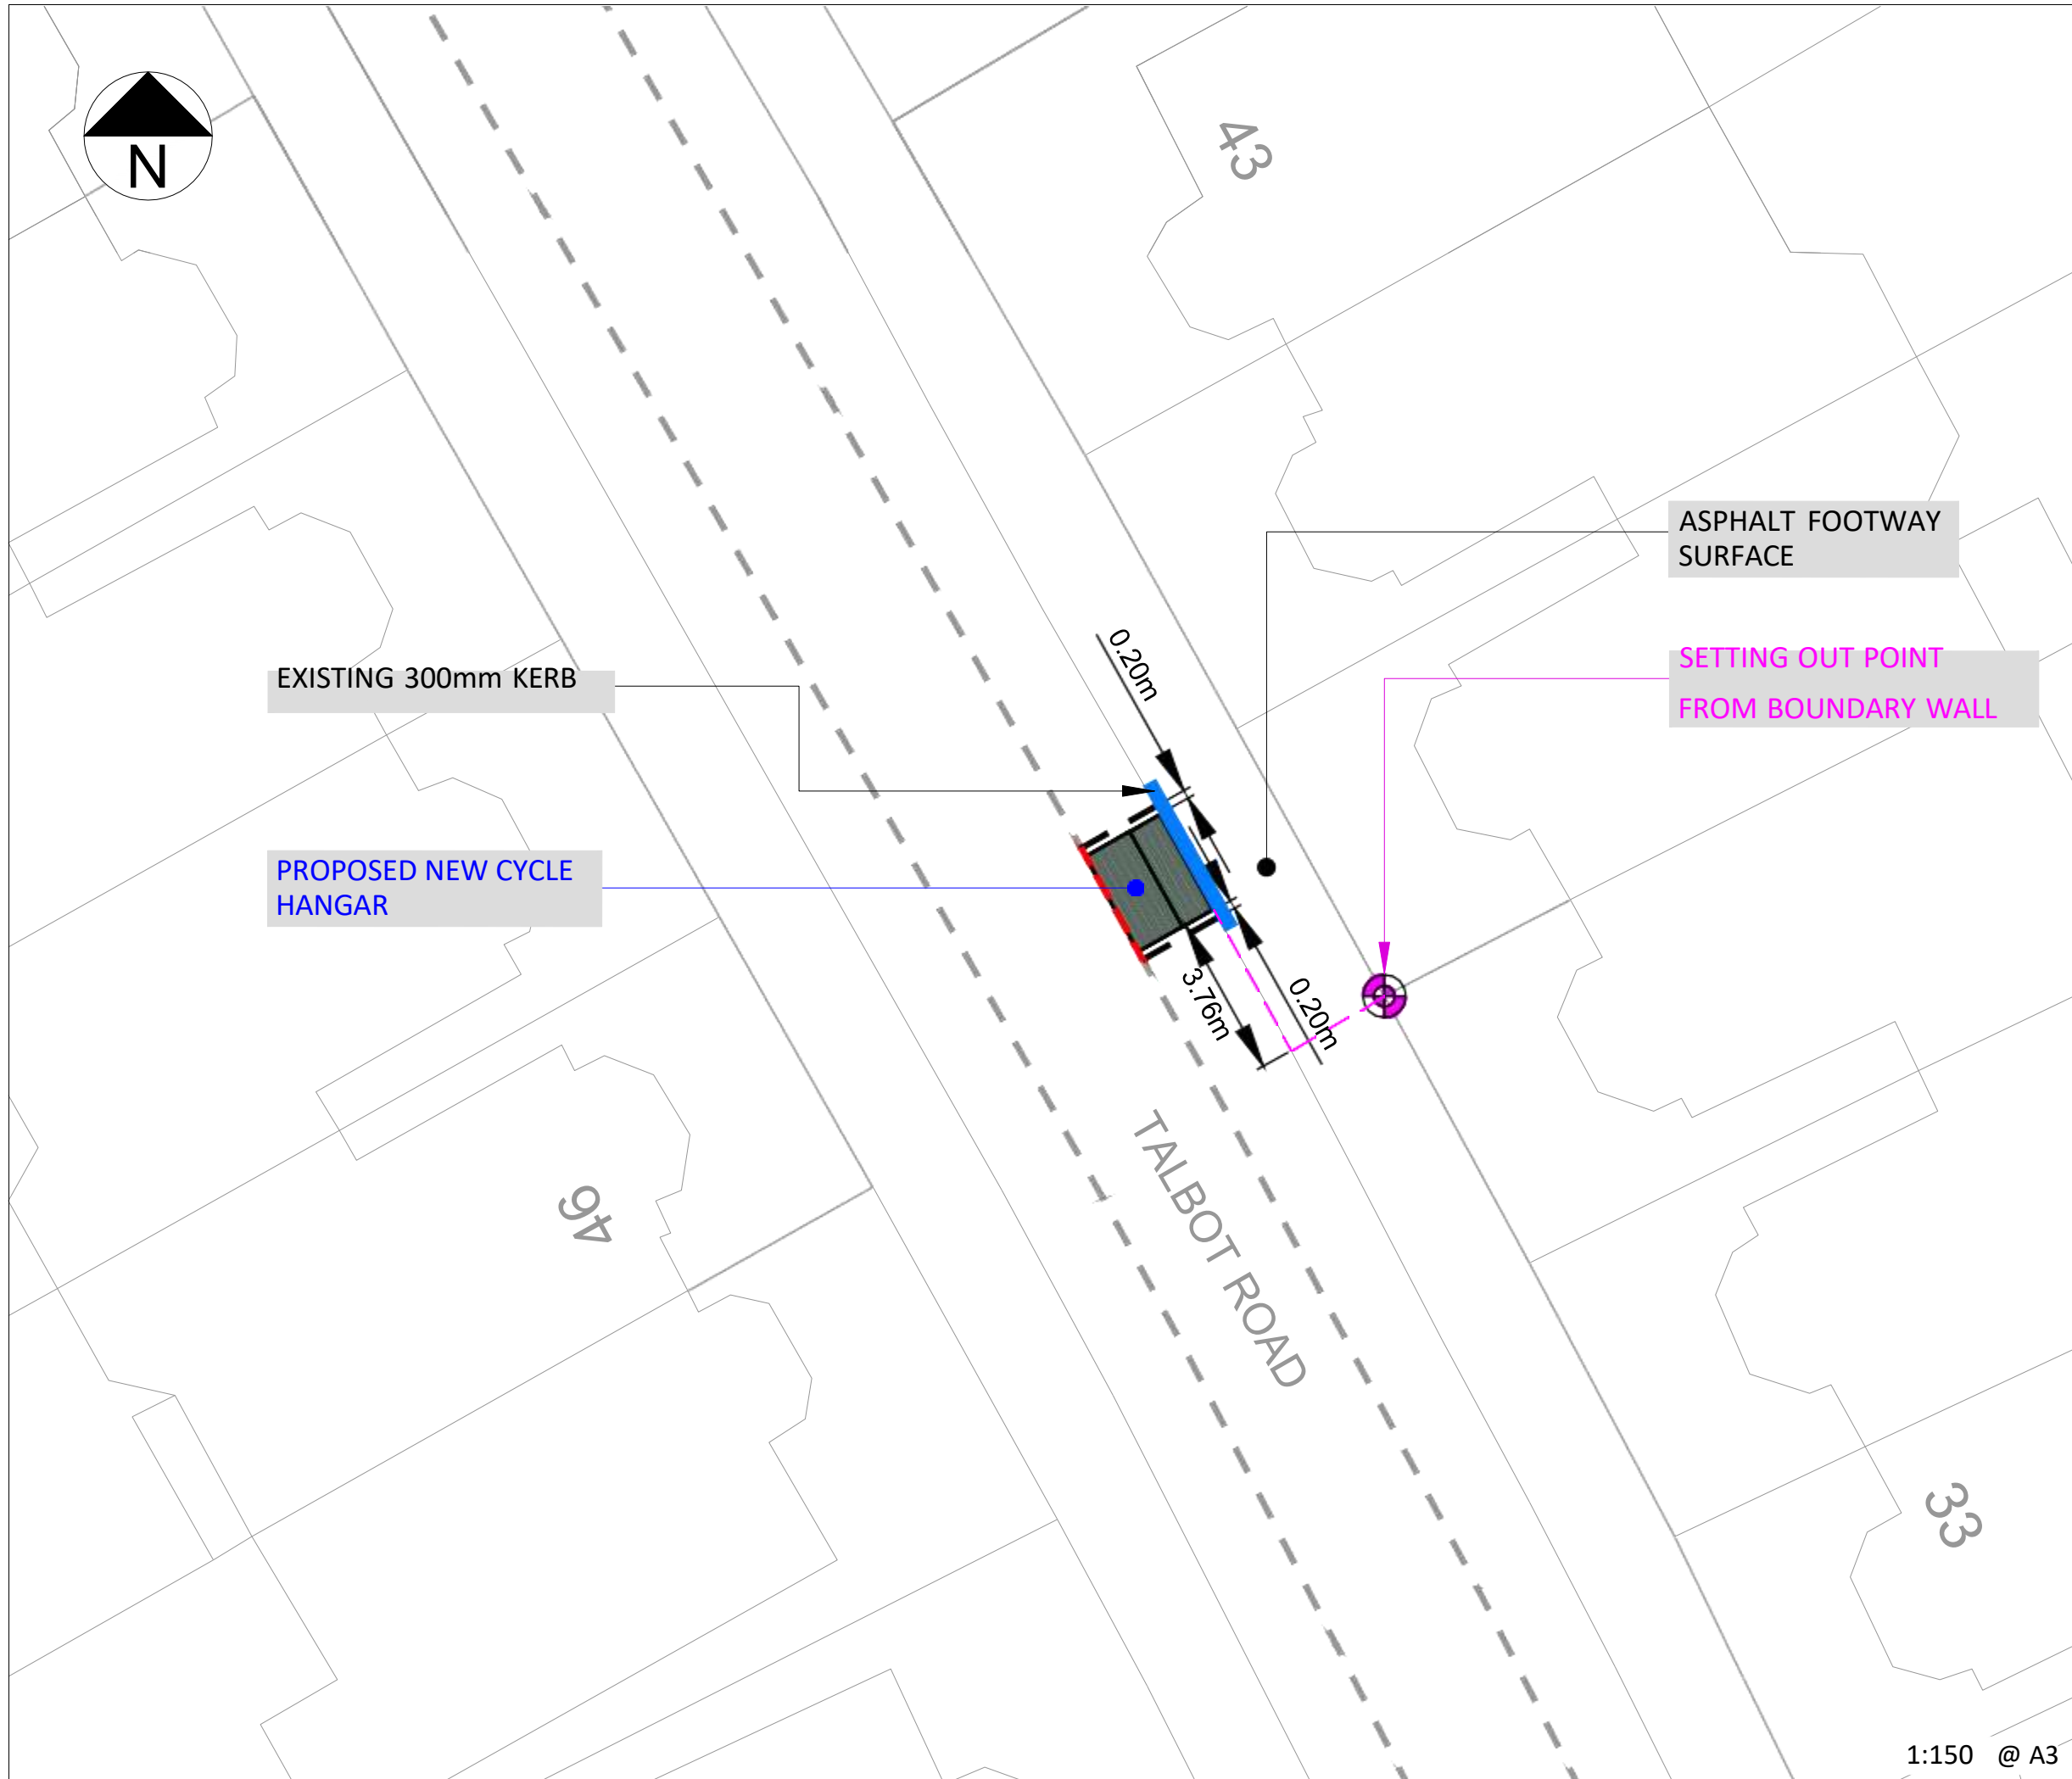 N
43
ASPHALT FOOTWAY
SURFACE
SETTING OUT POINT
FROM BOUNDARY WALL
0.20m
EXISTING 300mm KERB
PROPOSED NEW CYCLE
HANGAR
3.76m
0.20m
TALBOT ROAD
46
33
1:150 @ A3